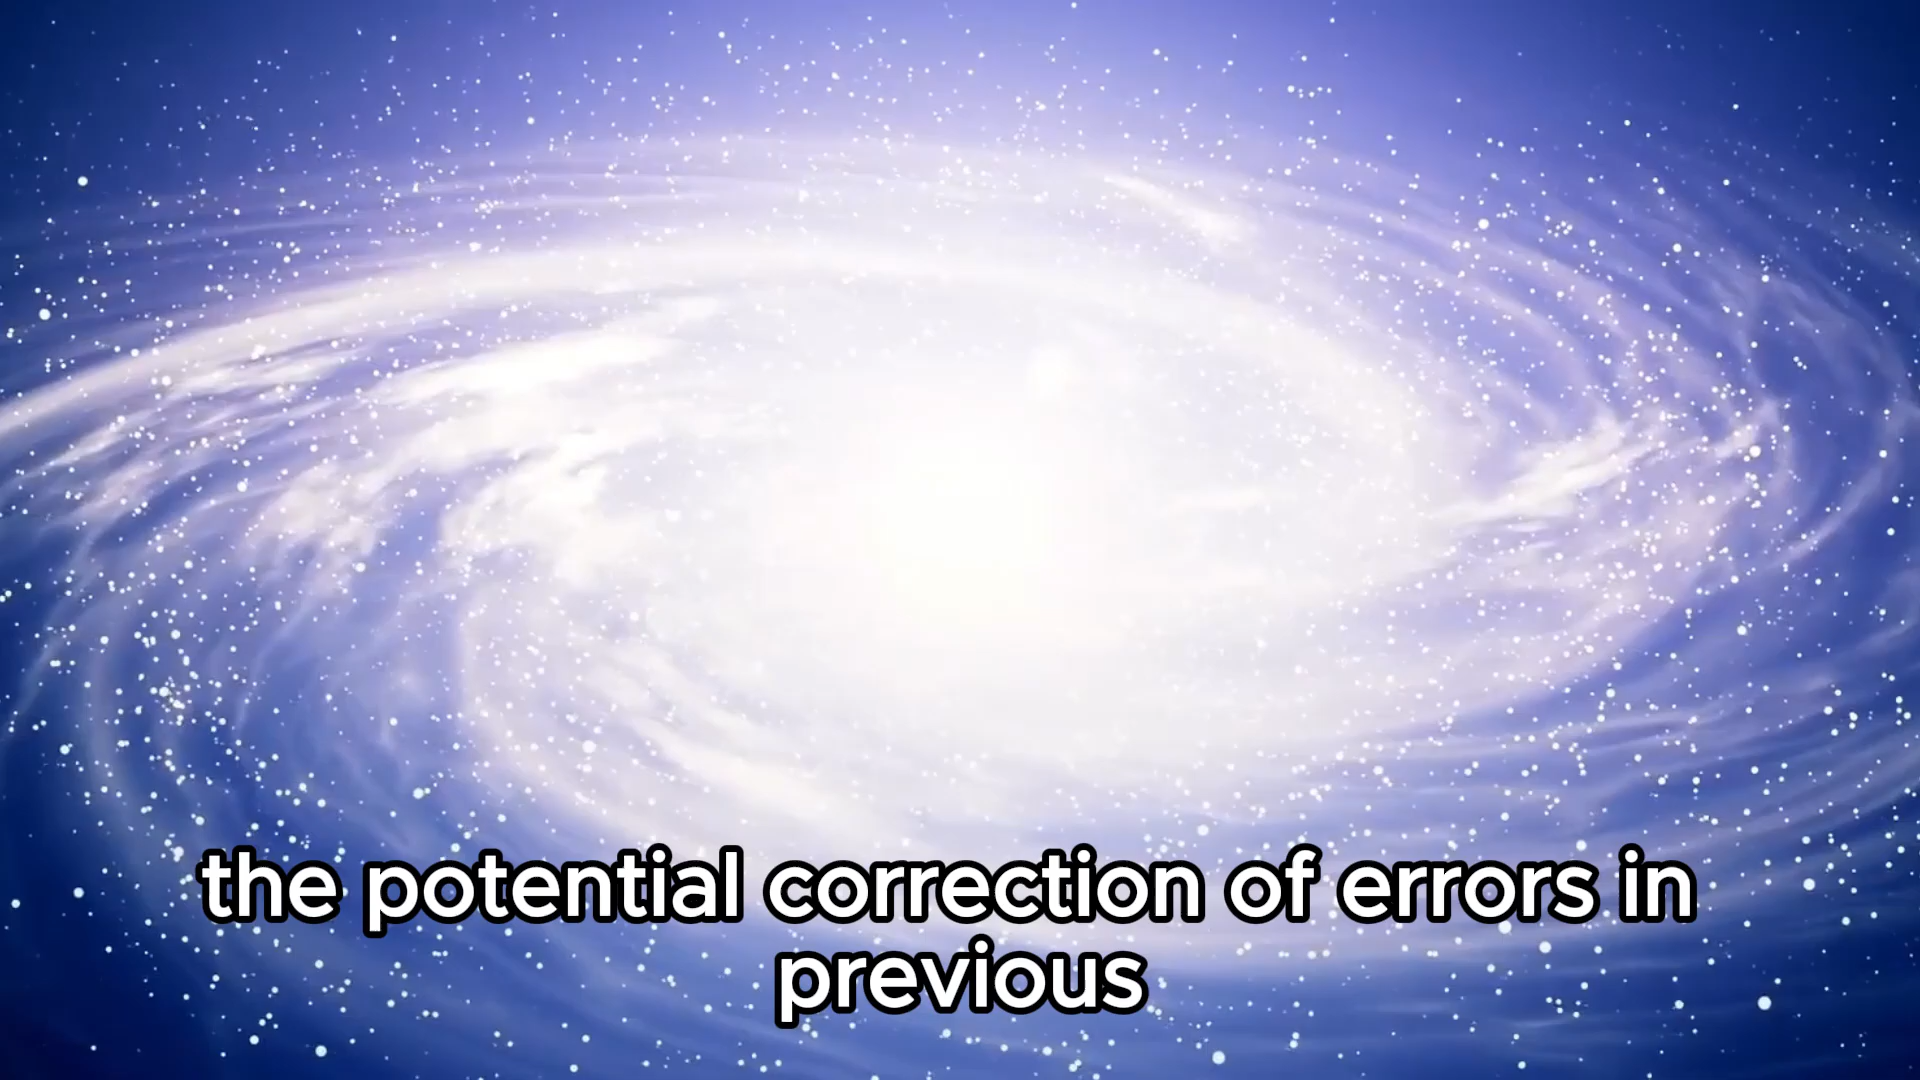 the potential correction of errors in
previous